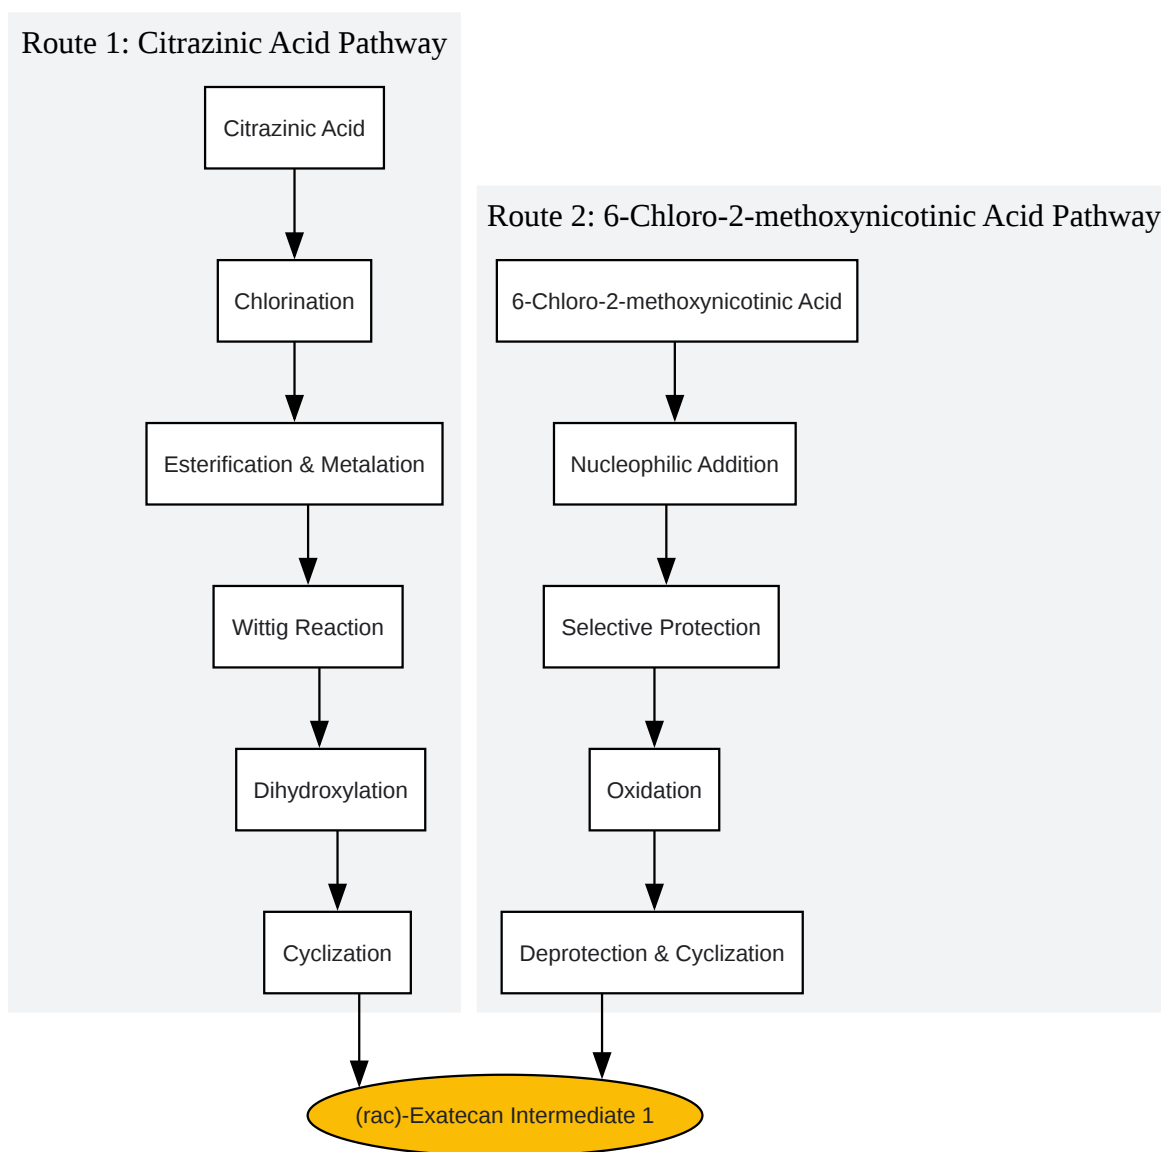 Route 1: Citrazinic Acid Pathway
Citrazinic Acid
Chlorination
Esterification & Metalation
Wittig Reaction
Dihydroxylation
Cyclization
Route 2: 6-Chloro-2-methoxynicotinic Acid Pathway
6-Chloro-2-methoxynicotinic Acid
Nucleophilic Addition
Selective Protection
Oxidation
Deprotection & Cyclization
(rac)-Exatecan Intermediate 1